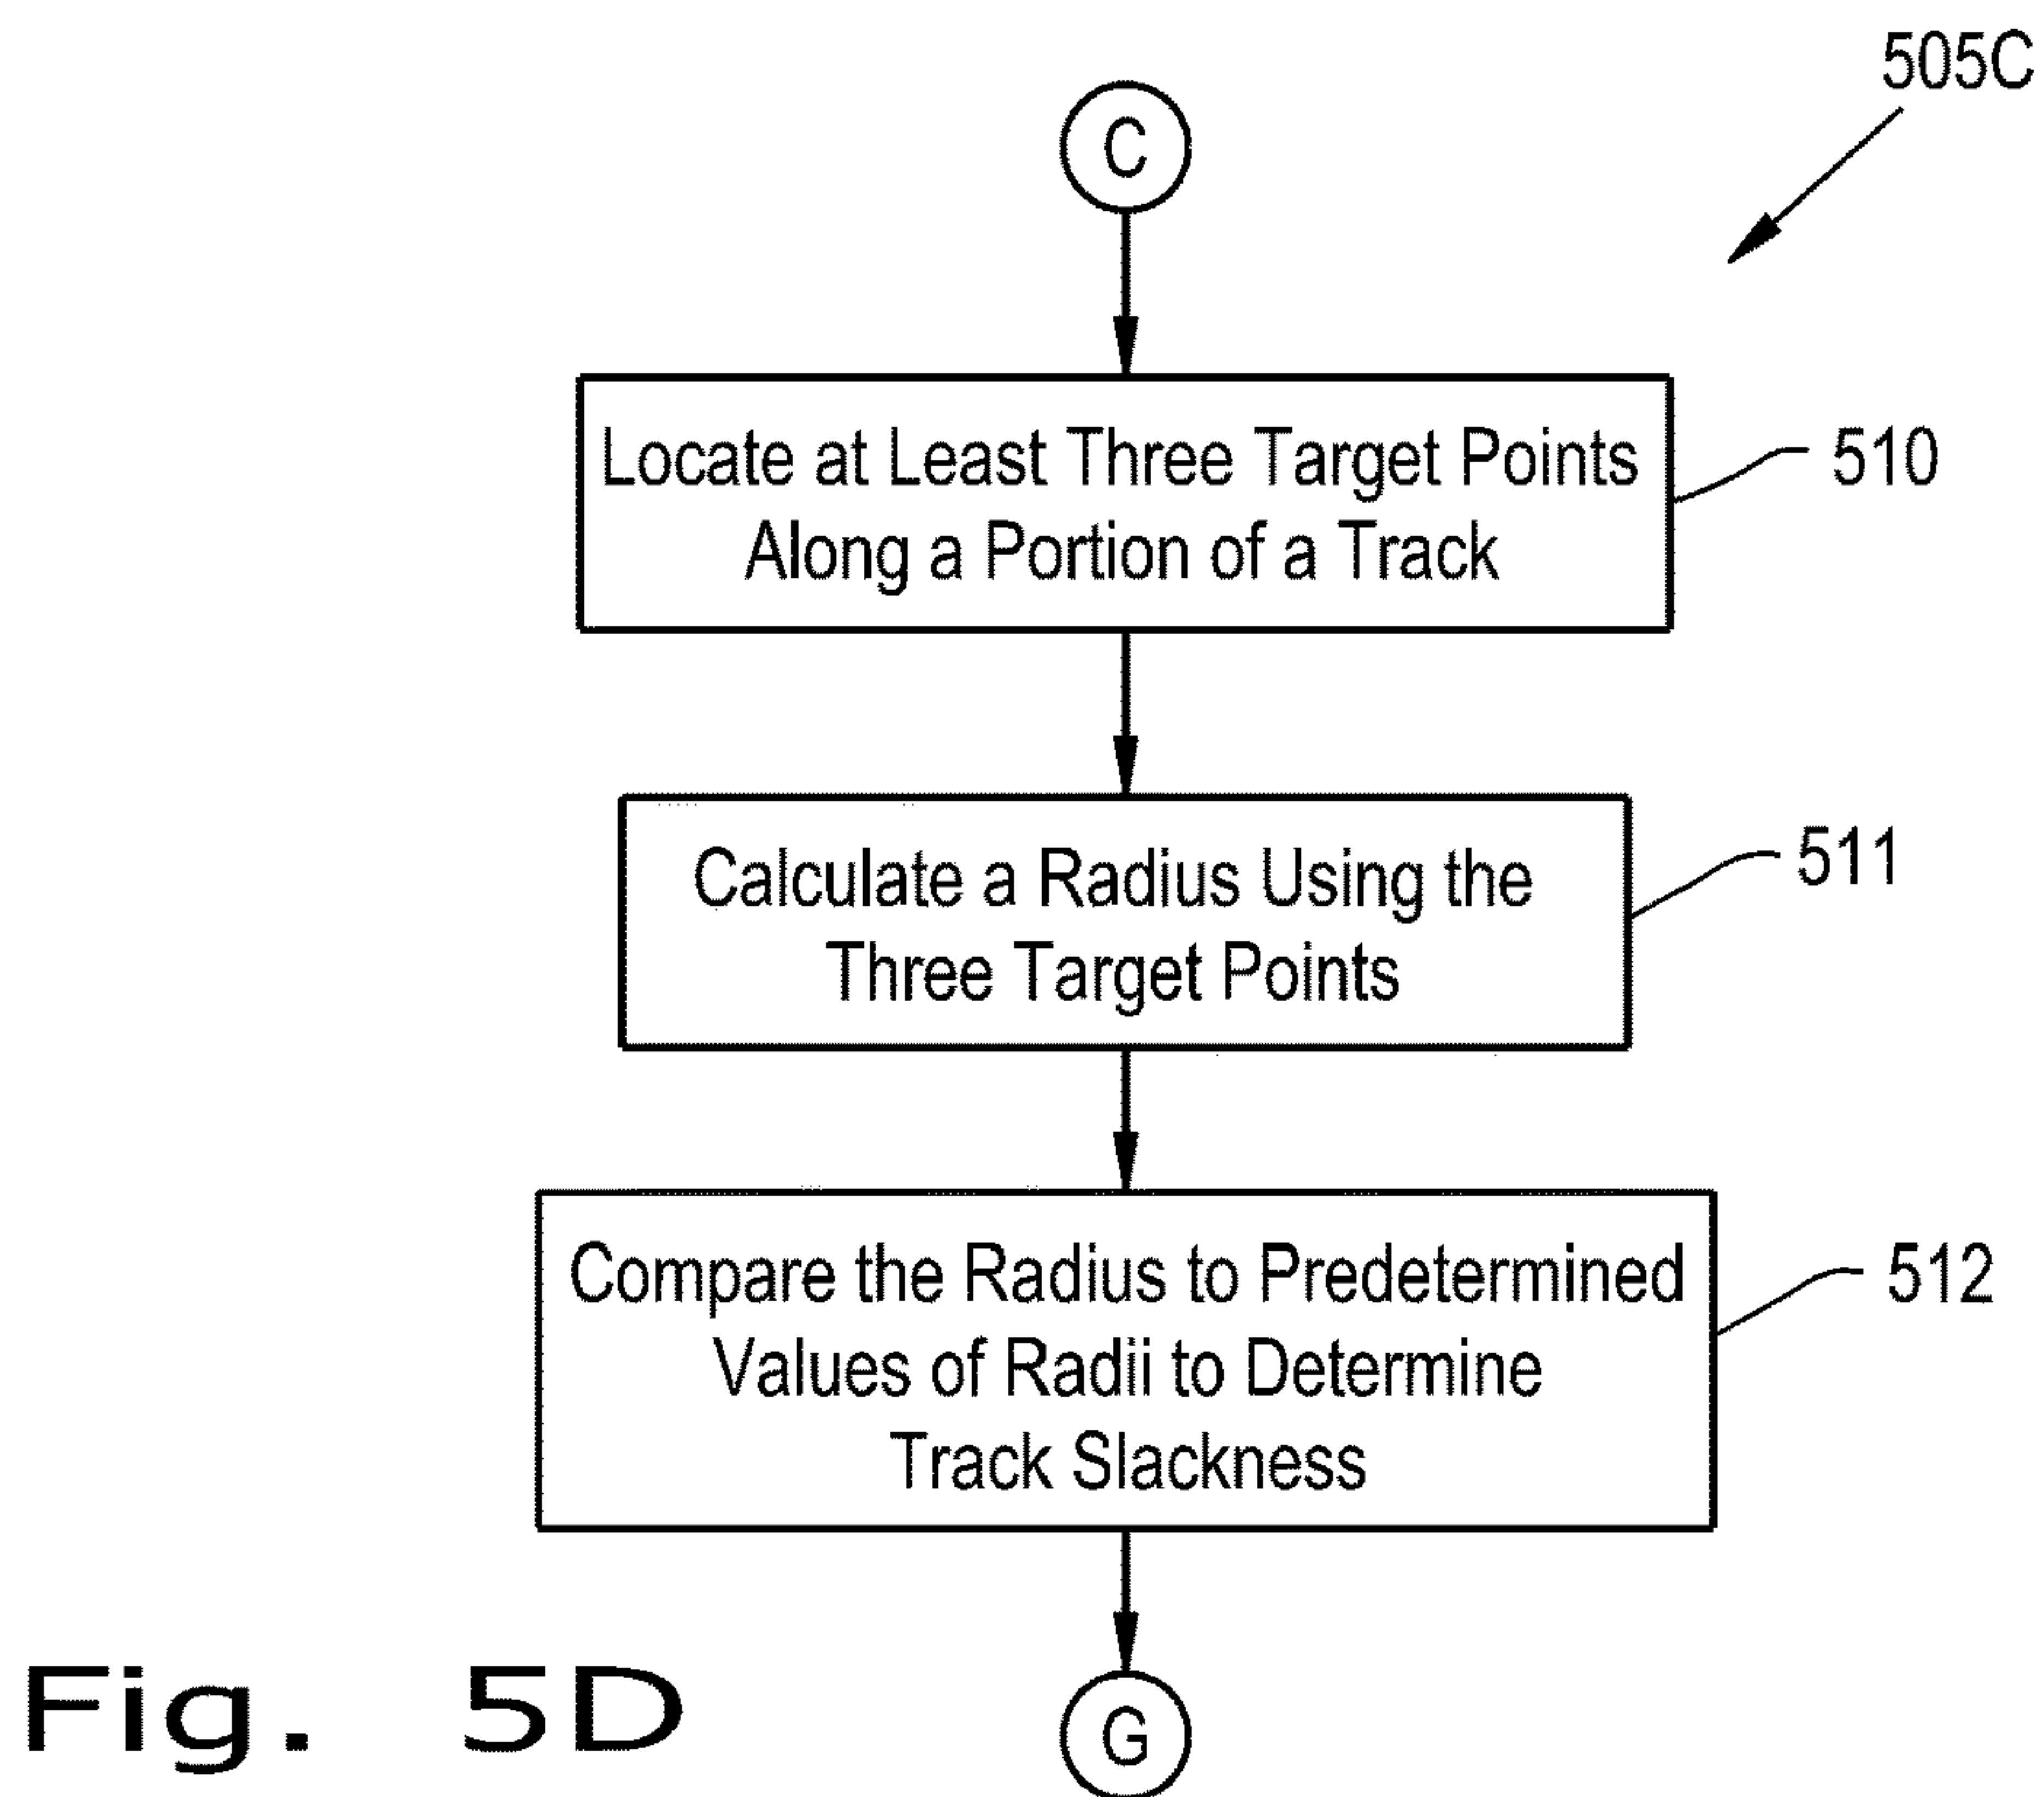 505C
C
Locate at Least Three Target Points
Along a Portion of a Track
510
Calculate a Radius Using the
Three Target Points
511
Compare the Radius to Predetermined
Values of Radii to Determine
Track Slackness
512
G
Fig. 5D